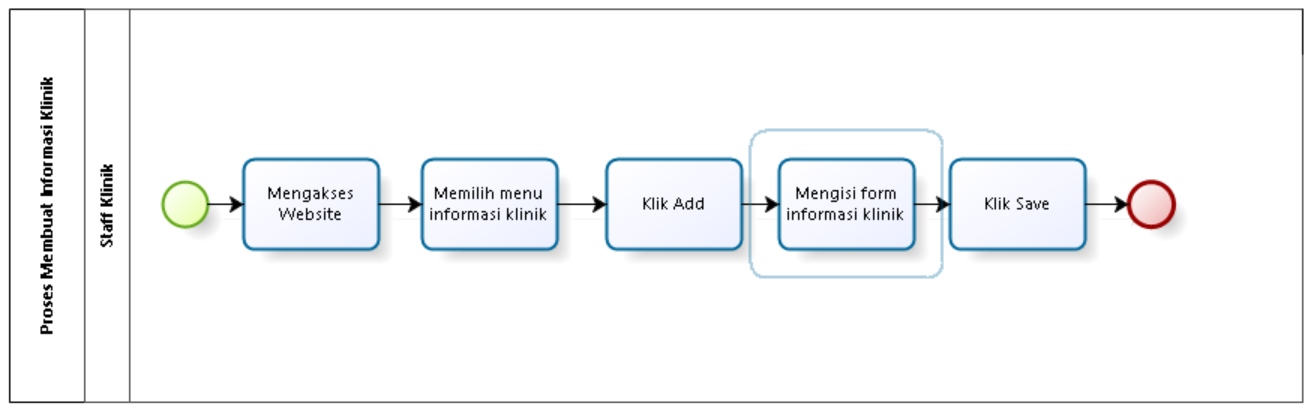 Proses Membuat Informasi Klinik
Staff Klinik
Mengakses
Website
Memilih menu
informasi klinik
Klik Add
Mengisi form
informasi klinik
Klik Save